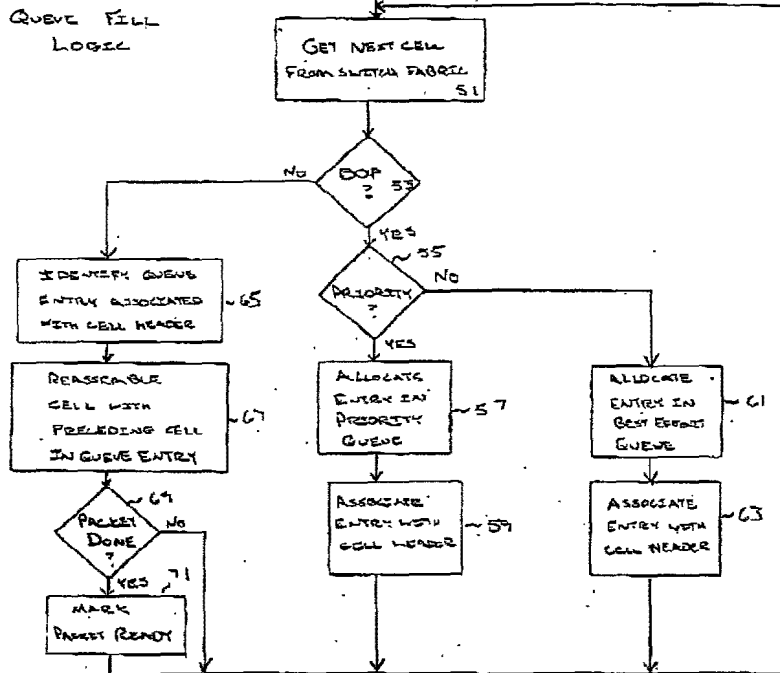 QUEUE FILL
LOGIC
GET NEXT CELL
FROM SWITCH FABRIC
51
BOP
?
53
NO
YES
55
PRIORITY
?
NO
YES
IDENTIFY QUEUE
ENTRY ASSOCIATED
WITH CELL HEADER
65
REASSEMBLE
CELL WITH
PRECEDING CELL
IN QUEUE ENTRY
67
ALLOCATE
ENTRY IN
PRIORITY
QUEUE
57
ALLOCATE
ENTRY IN
BEST EFFORT
QUEUE
61
69
PACKET
DONE
?
NO
YES
ASSOCIATE
ENTRY WITH
CELL HEADER
59
ASSOCIATE
ENTRY WITH
CELL HEADER
63
71
MARK
PACKET READY